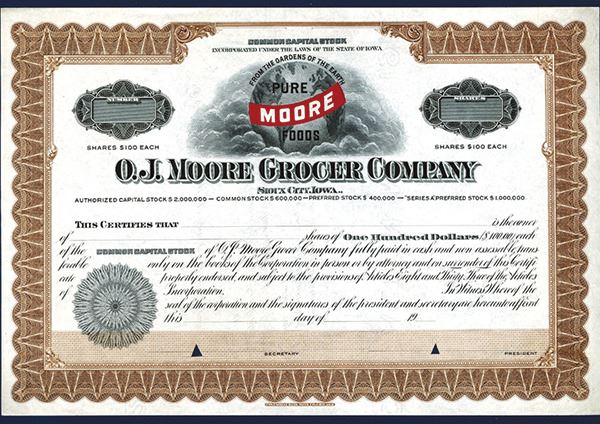 COMMON CAPITAL STOCK
INCORPORATED UNDER THE LAWS OF THE STATE OF IOWA
FROM THE GARDENS OF THE EARTH
PURE
MOORE
FOODS
NUMBER
SHARES
SHARES $100 EACH
SHARES $100 EACH
O.J. MOORE GROCER COMPANY
SIOUX CITY, IOWA.
AUTHORIZED CAPITAL STOCK $2,000,000 — COMMON STOCK $600,000 — PREFERRED STOCK $400,000 — "SERIES A" PREFERRED STOCK $1,000,000
THIS CERTIFIES THAT is the owner
of shares of One Hundred Dollars, ($100.00) each
of the COMMON CAPITAL STOCK of O.J. Moore Grocer Company fully paid in cash and non-assessable, trans-
ferable only on the books of the Corporation in person or by attorney and on surrender of this Certifi-
cate properly endorsed, and subject to the provisions of Articles Eight and Thirty Three of the Articles
of Incorporation. In Witness Whereof the
seal of the corporation and the signatures of the president and secretary are hereunto affixed
this day of 19
SECRETARY
PRESIDENT